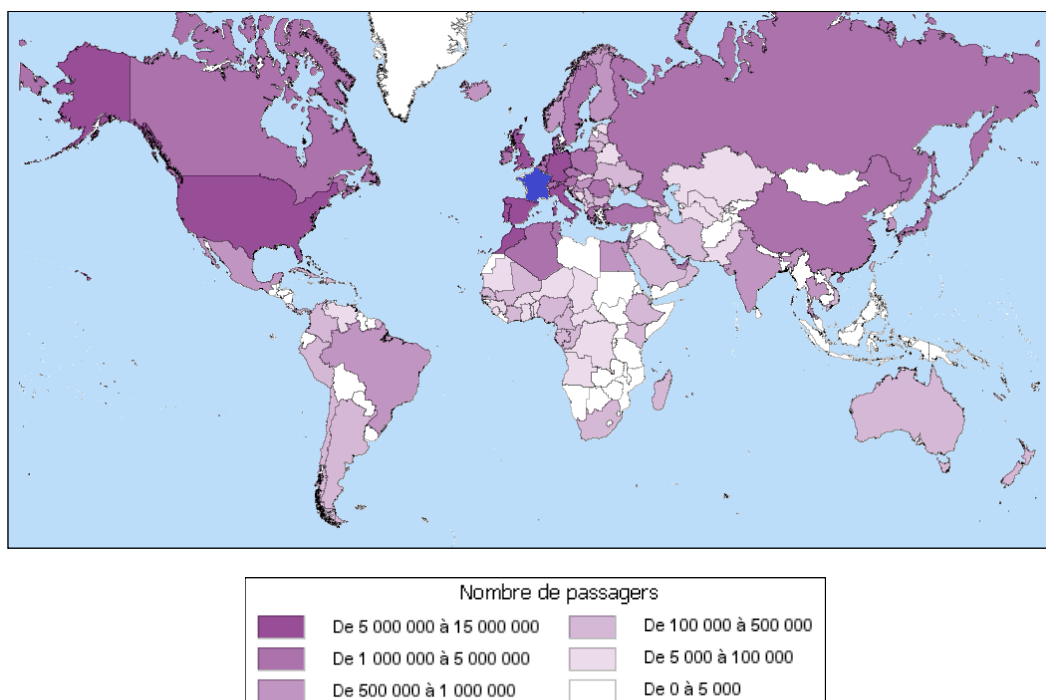 Nombre de passagers
De 5 000 000 à 15 000 000
De 1 000 000 à 5 000 000
De 500 000 à 1 000 000
De 100 000 à 500 000
De 5 000 à 100 000
De 0 à 5 000